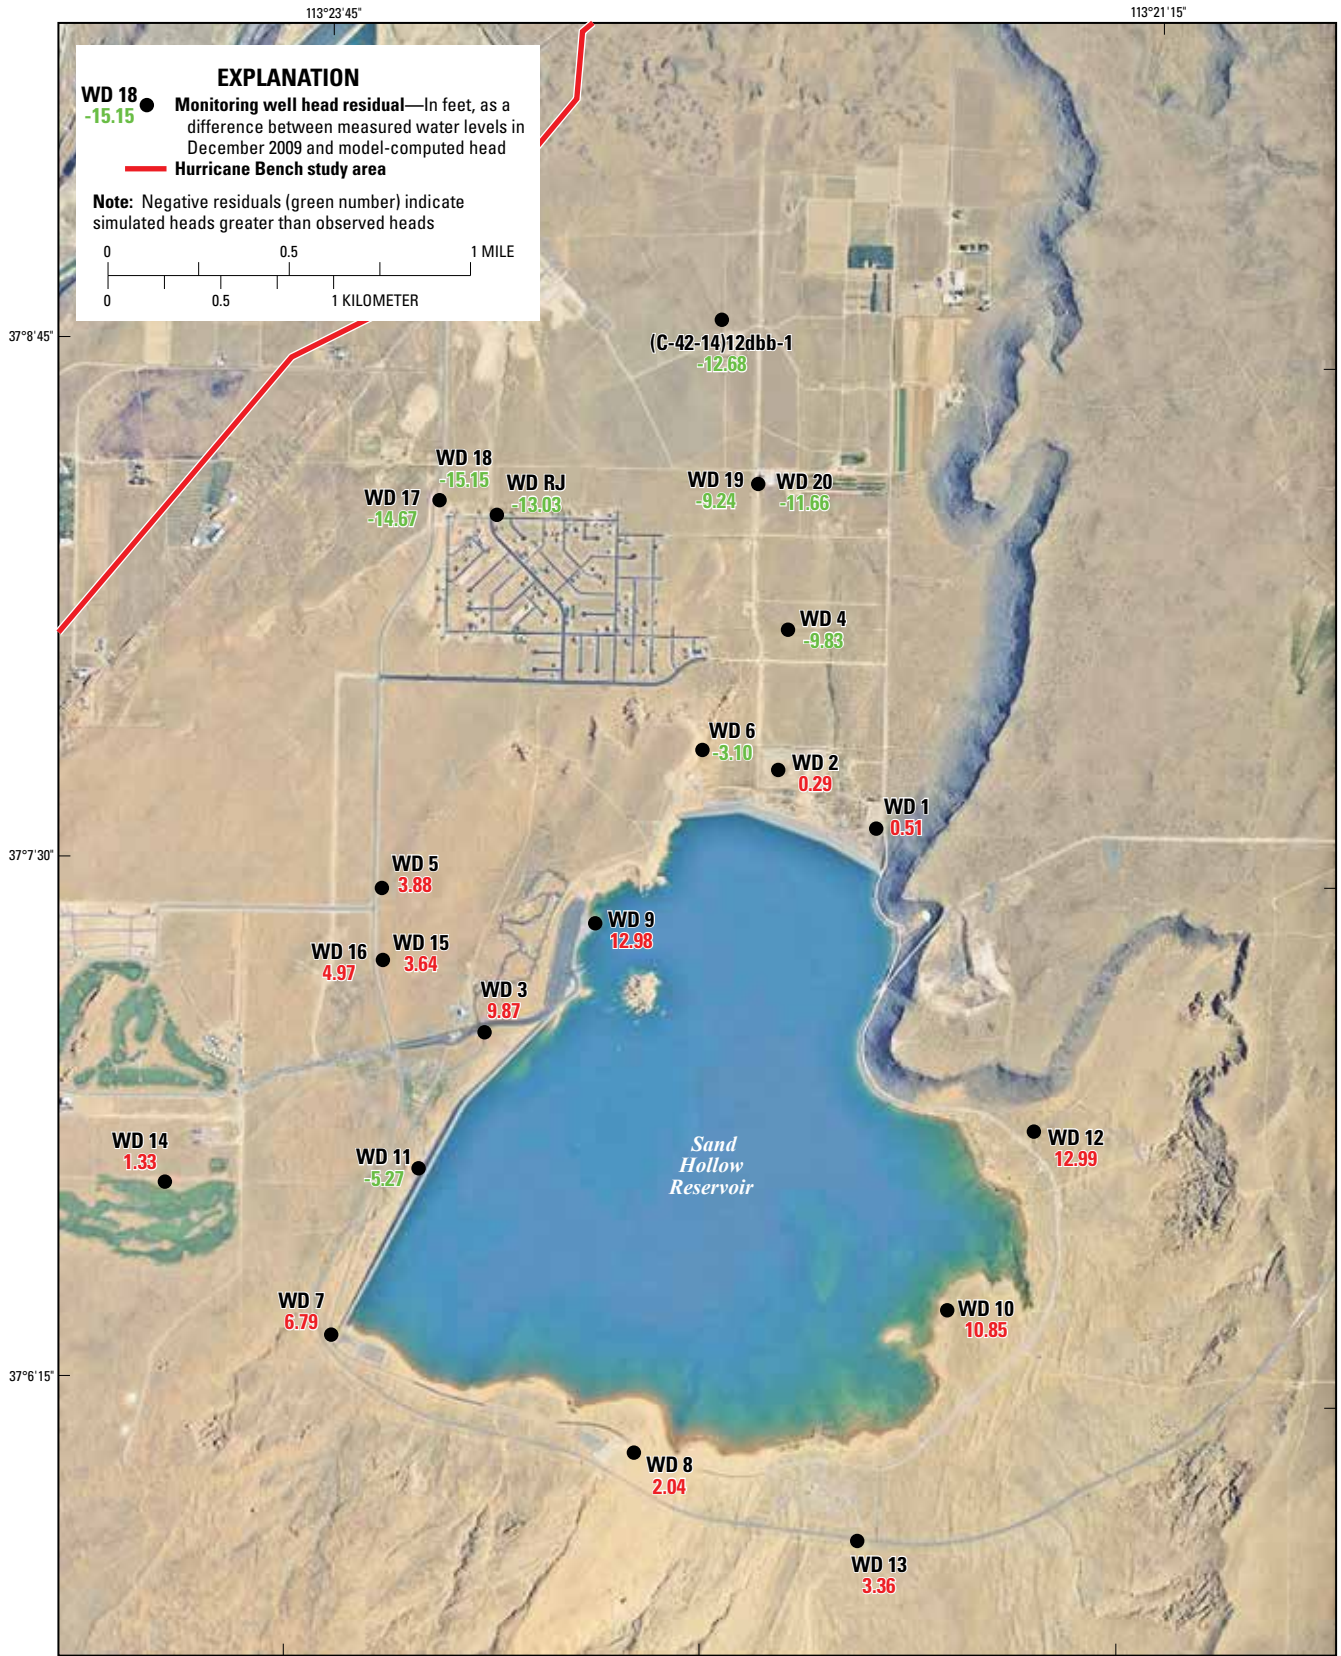 113°23'45"
113°21'15"
EXPLANATION
WD 18
-15.15
Monitoring well head residual—In feet, as a
difference between measured water levels in
December 2009 and model-computed head
Hurricane Bench study area
Note: Negative residuals (green number) indicate
simulated heads greater than observed heads
0 0.5 1 MILE
0 0.5 1 KILOMETER
37°8'45"
(C-42-14)12dbb-1
-12.68
WD 18
-15.15
WD 17
-14.67
WD RJ
-13.03
WD 19
-9.24
WD 20
-11.66
WD 4
-9.83
WD 6
-3.10
WD 2
0.29
WD 1
0.51
37°7'30"
WD 5
3.88
WD 9
12.98
WD 16
4.97
WD 15
3.64
WD 3
9.87
WD 12
12.99
WD 14
1.33
WD 11
-5.27
Sand
Hollow
Reservoir
WD 7
6.79
WD 10
10.85
37°6'15"
WD 8
2.04
WD 13
3.36